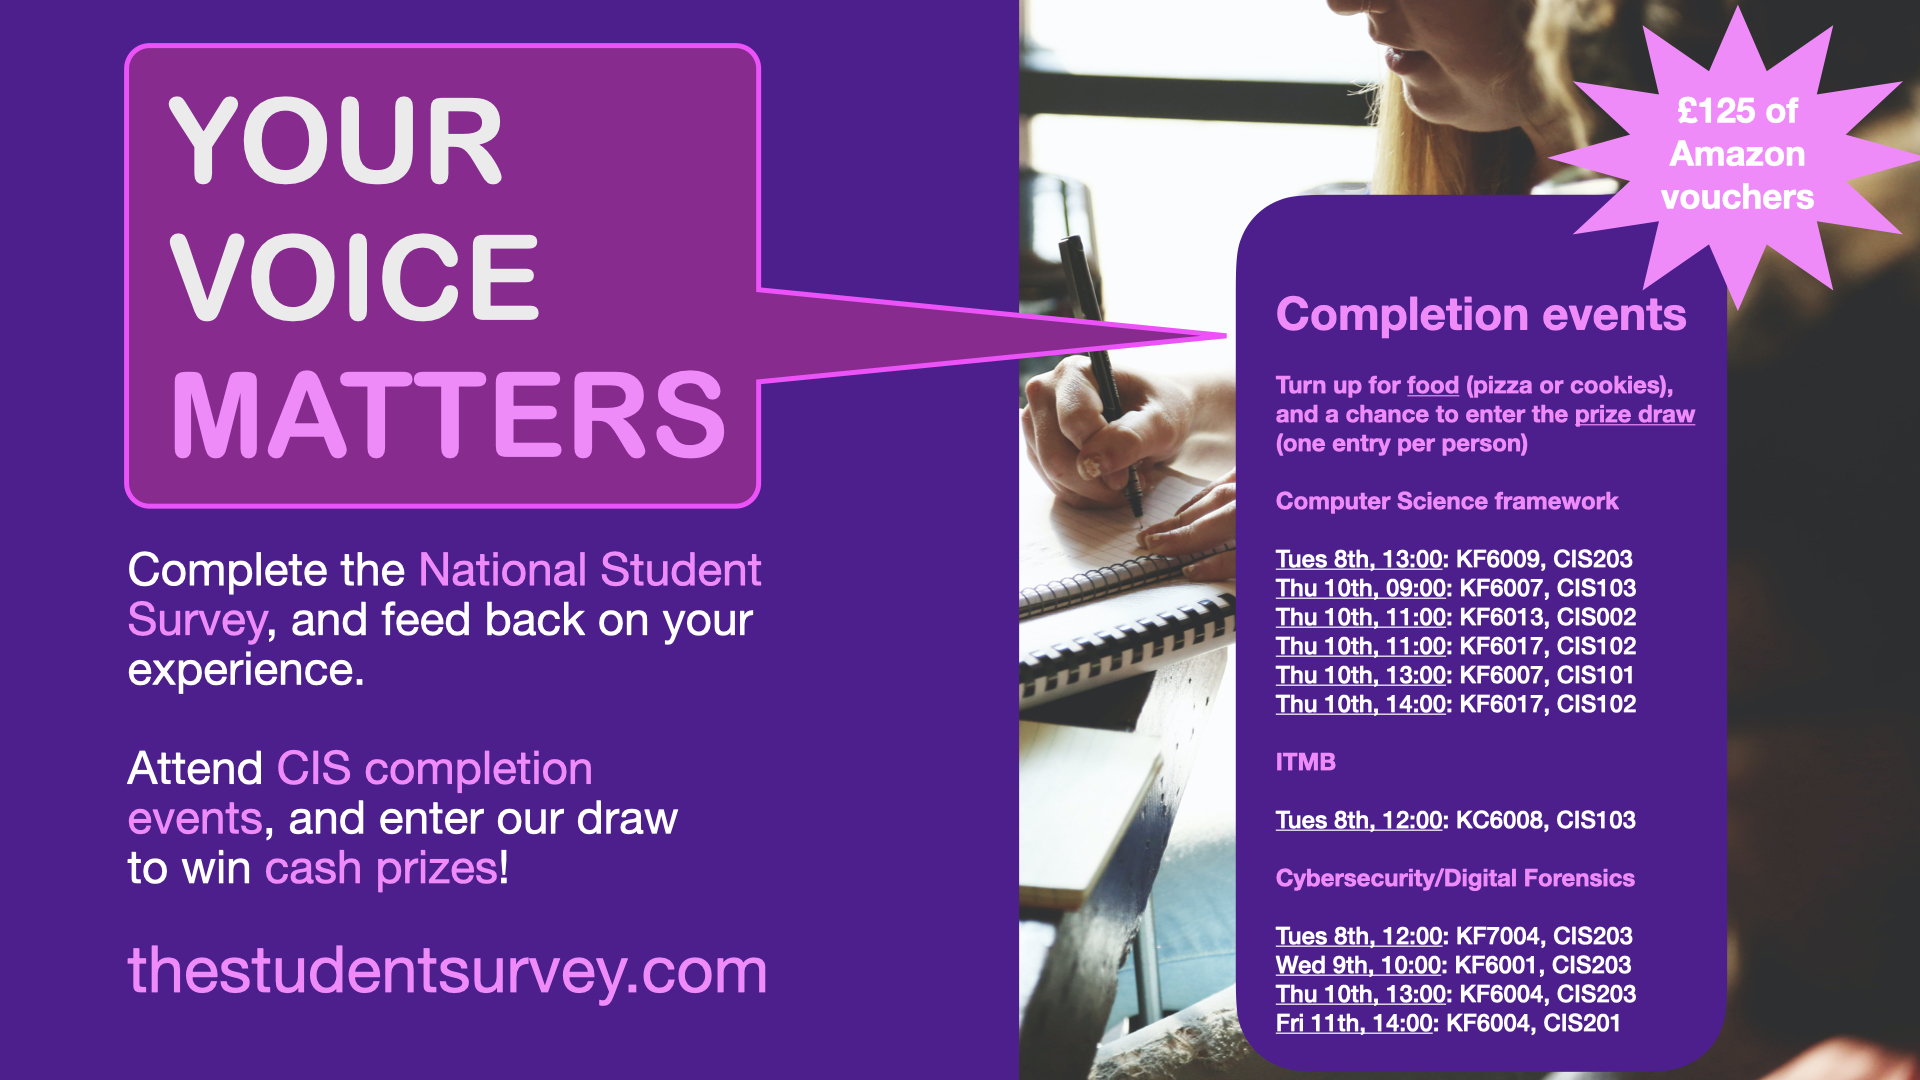 YOUR
VOICE
MATTERS
Complete the National Student
Survey, and feed back on your
experience.
Attend CIS completion
events, and enter our draw
to win cash prizes!
thestudentsurvey.com
£125 of
Amazon
vouchers
Completion events
Turn up for food (pizza or cookies),
and a chance to enter the prize draw
(one entry per person)
Computer Science framework
Tues 8th, 13:00: KF6009, CIS203
Thu 10th, 09:00: KF6007, CIS103
Thu 10th, 11:00: KF6013, CIS002
Thu 10th, 11:00: KF6017, CIS102
Thu 10th, 13:00: KF6007, CIS101
Thu 10th, 14:00: KF6017, CIS102
ITMB
Tues 8th, 12:00: KC6008, CIS103
Cybersecurity/Digital Forensics
Tues 8th, 12:00: KF7004, CIS203
Wed 9th, 10:00: KF6001, CIS203
Thu 10th, 13:00: KF6004, CIS203
Fri 11th, 14:00: KF6004, CIS201